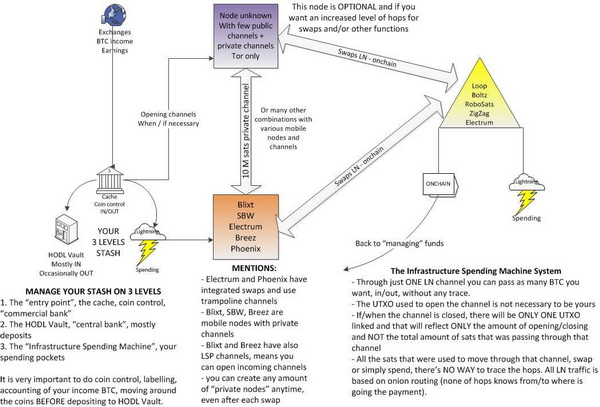 This node is OPTIONAL and if you
want an increased level of hops for
swaps and/or other functions
Node unknown
With few public
channels +
private channels
Tor only
Exchanges
BTC income
Earnings
Swaps LN - onchain
Loop
Boltz
RoboSats
ZigZag
Electrum
Opening channels
When / if necessary
10 M sats private channel
Or many other
combinations with
various mobile
nodes and
channels
Swaps LN - onchain
Cache
Coin control
IN/OUT
ONCHAIN
Lightning
Spending
YOUR
3 LEVELS
STASH
Lightning
Spending
HODL Vault
Mostly IN
Occasionally OUT
Blixt
SBW
Electrum
Breez
Phoenix
Back to "managing" funds
MANAGE YOUR STASH ON 3 LEVELS
1. The "entry point", the cache, coin control,
"commercial bank"
2. The HODL Vault, "central bank", mostly
deposits
3. The "Infrastructure Spending Machine", your
spending pockets
It is very important to do coin control, labelling,
accounting of your income BTC, moving around
the coins BEFORE depositing to HODL Vault.
MENTIONS:
- Electrum and Phoenix have
integrated swaps and use
trampoline channels
- Blixt, SBW, Breez are
mobile nodes with private
channels
- Blixt and Breez have also
LSP channels, means you
can open incoming channels
- you can create any amount
of "private nodes" anytime,
even after each swap
The Infrastructure Spending Machine System
- Through just ONE LN channel you can pass as many BTC you
want, in/out, without any trace.
- The UTXO used to open the channel is not necessary to be yours
- If/when the channel is closed, there will be ONLY ONE UTXO
linked and that will reflect ONLY the amount of opening/closing
and NOT the total amount of sats that was passing through that
channel
- All the sats that were used to move through that channel, swap
or simply spend, there's NO WAY to trace the hops. All LN traffic is
based on onion routing (none of hops knows from/to where is
going the payment).